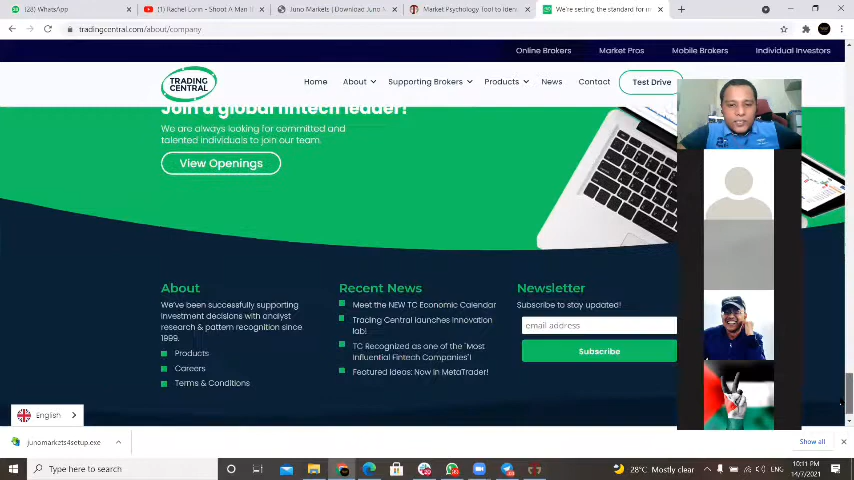 (28) WhatsApp
(1) Rachel Lorin - Shoot A Man
Juno Markets | Download Juno
Market Psychology Tool to Iden
We're setting the standard for in
tradingcentral.com/about/company
Online Brokers
Market Pros
Mobile Brokers
Individual Investors
TRADING
CENTRAL
Home
About
Supporting Brokers
Products
News
Contact
Test Drive
Join a global fintech leader!
We are always looking for committed and
talented individuals to join our team.
View Openings
About
We've been successfully supporting
investment decisions with analyst
research & pattern recognition since
1999.
Products
Careers
Terms & Conditions
Recent News
Meet the NEW TC Economic Calendar
Trading Central launches innovation
lab!
TC Recognized as one of the "Most
Influential Fintech Companies"!
Featured Ideas: Now in MetaTrader!
Newsletter
Subscribe to stay updated!
email address
Subscribe
English
junomarkets4setup.exe
Show all
Type here to search
28°C Mostly clear
ENG
10:11 PM
14/7/2021